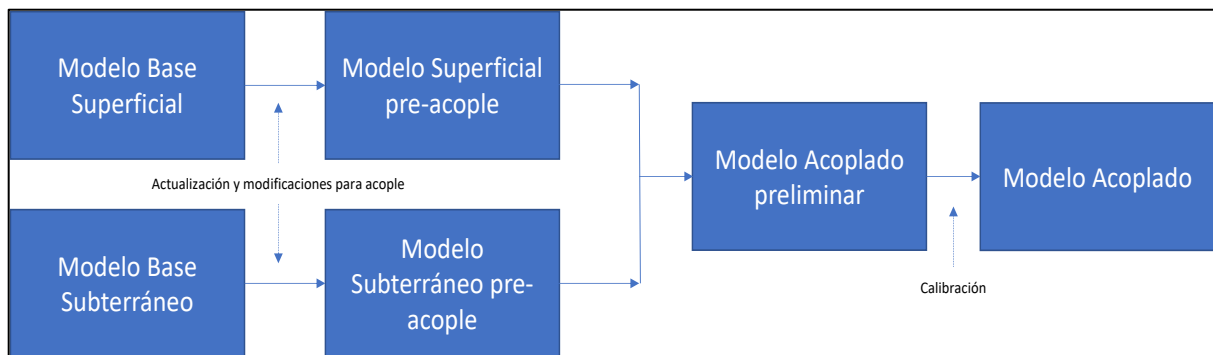 Modelo Base
Superficial
Modelo Superficial
pre-acople
Actualización y modificaciones para acople
Modelo Base
Subterráneo
Modelo
Subterráneo pre-
acople
Modelo Acoplado
preliminar
Modelo Acoplado
Calibración